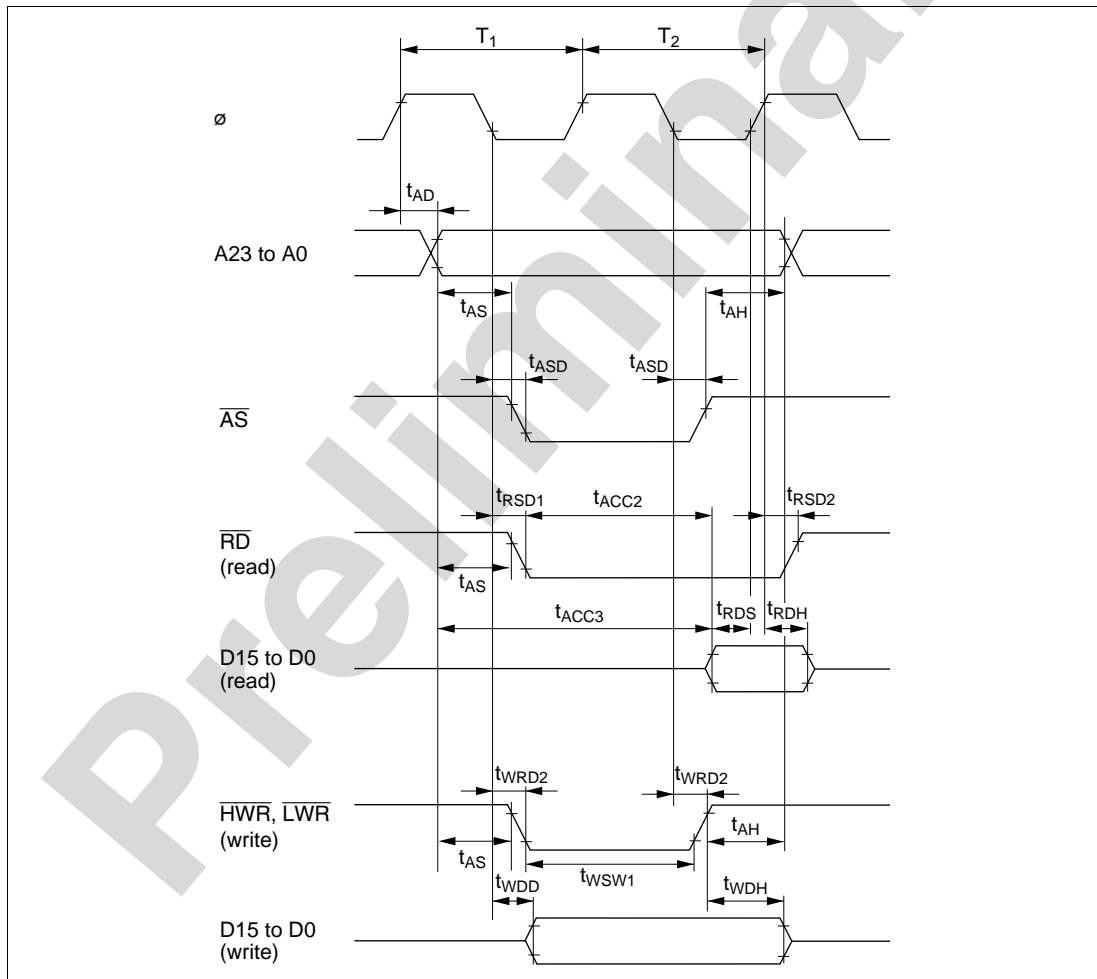 Preliminar
T1 T2
ø
tAD
A23 to A0
tAS tAH
tASD tASD
AS
tRSD1 tACC2 tRSD2
RD
(read)
tAS
tACC3 tRDS tRDH
D15 to D0
(read)
tWRD2 tWRD2
HWR, LWR
(write)
tAS tWSW1 tAH
tWDD tWDH
D15 to D0
(write)